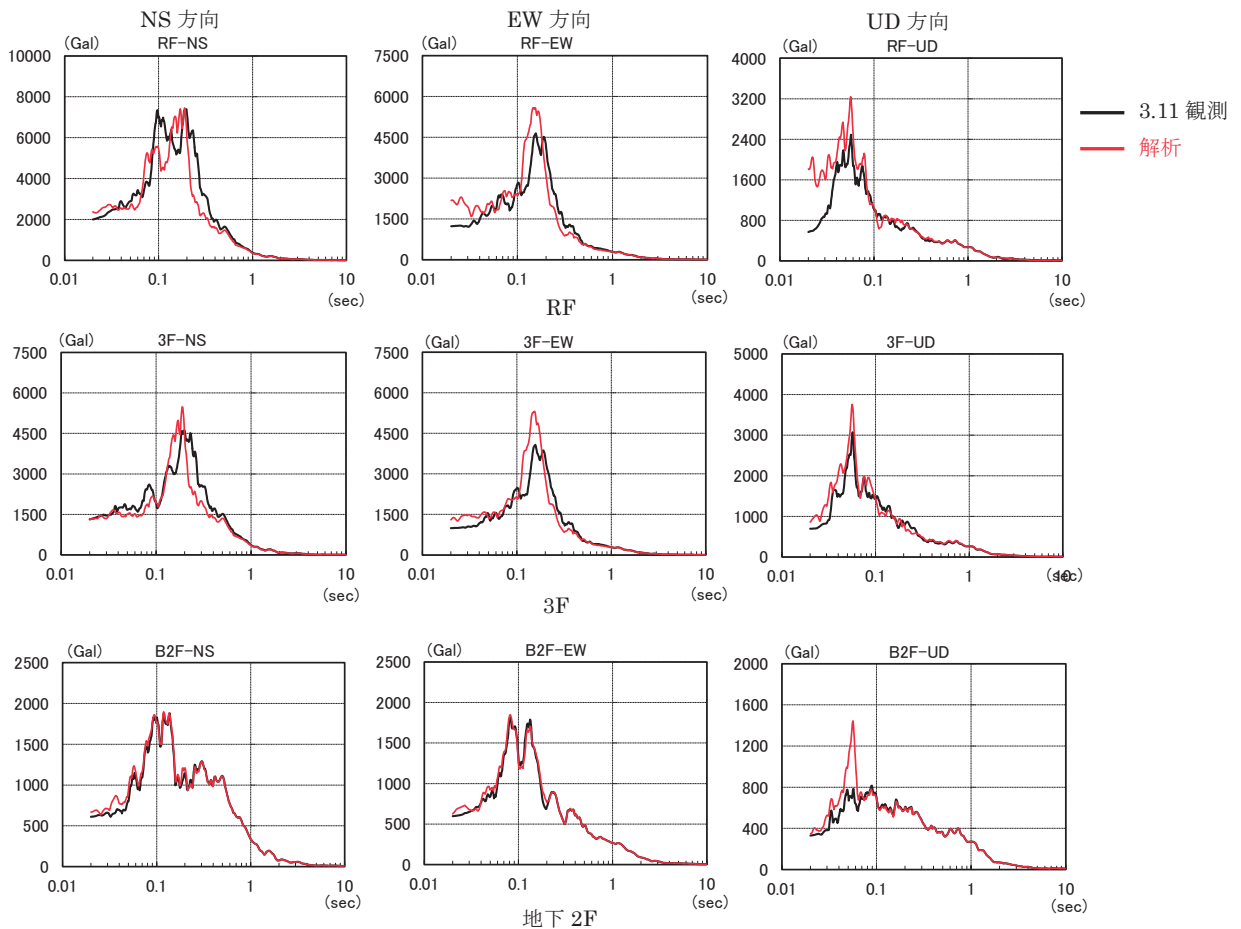 NS 方向 EW 方向 UD 方向
(Gal) RF-NS
10000
8000
6000
4000
2000
0
0.01 0.1 1 10
(sec)
(Gal) RF-EW
7500
6000
4500
3000
1500
0
0.01 0.1 1 10
(sec)
(Gal) RF-UD
4000
3200
2400
1600
800
0
0.01 0.1 1 10
(sec)
3.11 観測
解析
RF
(Gal) 3F-NS
7500
6000
4500
3000
1500
0
0.01 0.1 1 10
(sec)
(Gal) 3F-EW
7500
6000
4500
3000
1500
0
0.01 0.1 1 10
(sec)
(Gal) 3F-UD
5000
4000
3000
2000
1000
0
0.01 0.1 1 10
(sec)
3F
(Gal) B2F-NS
2500
2000
1500
1000
500
0
0.01 0.1 1 10
(sec)
(Gal) B2F-EW
2500
2000
1500
1000
500
0
0.01 0.1 1 10
(sec)
(Gal) B2F-UD
2000
1600
1200
800
400
0
0.01 0.1 1 10
(sec)
地下 2F